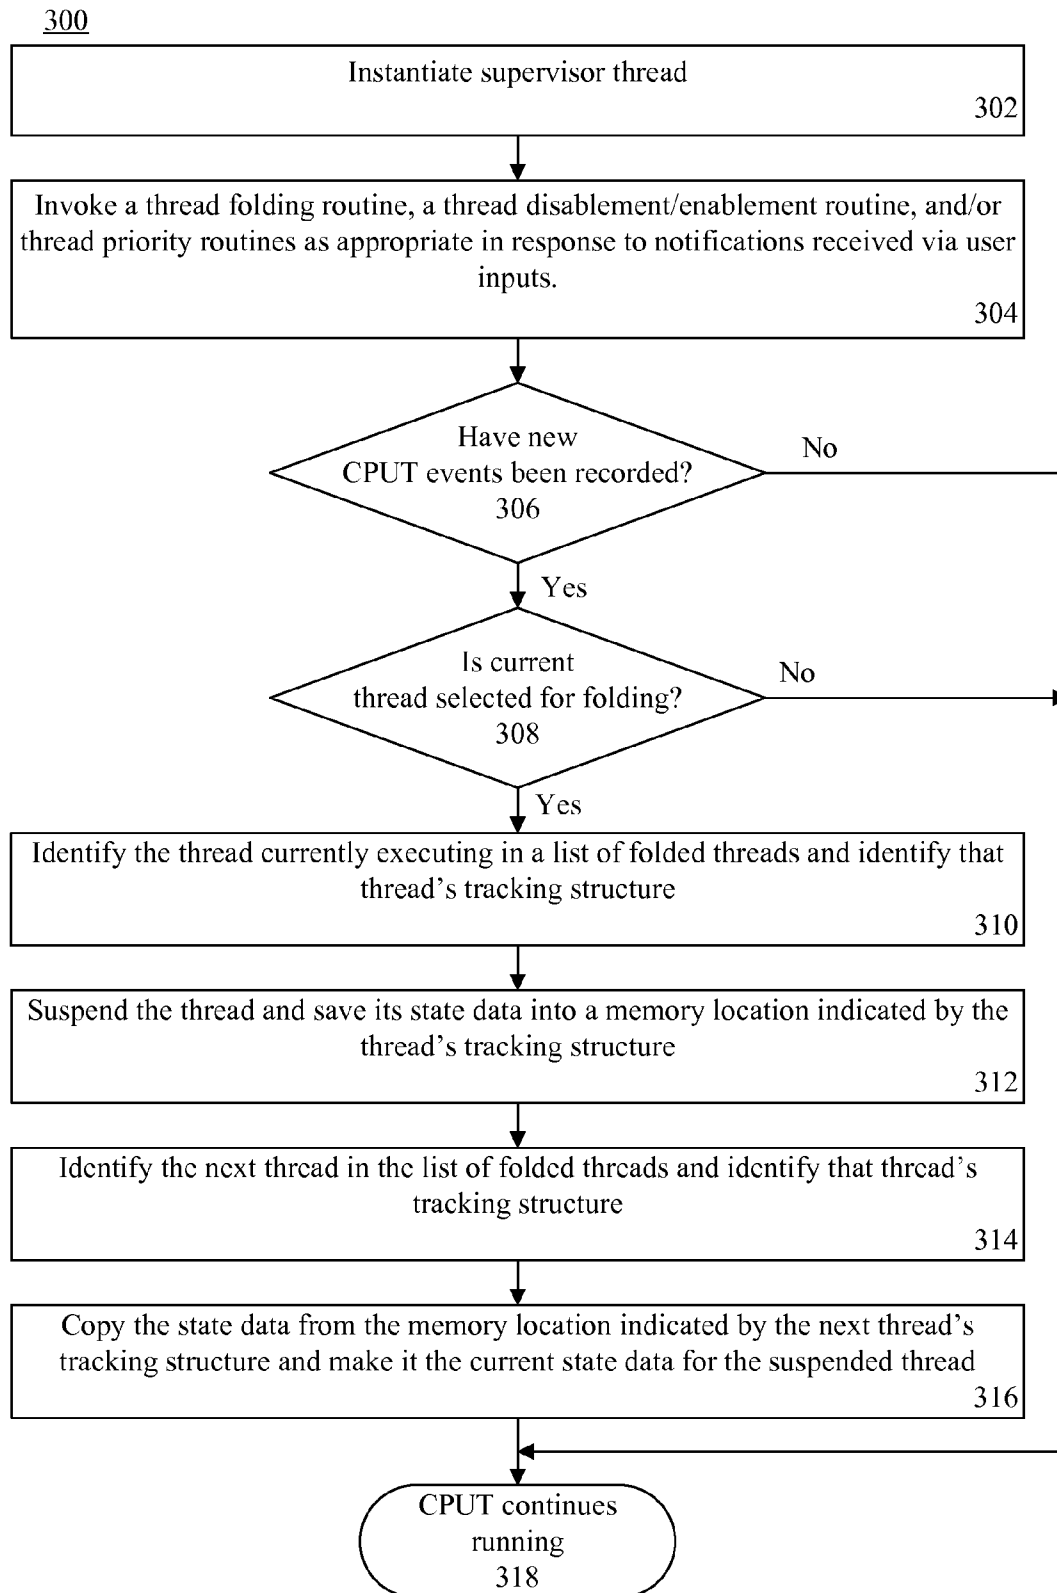 300
Instantiate supervisor thread
302
Invoke a thread folding routine, a thread disablement/enablement routine, and/or
thread priority routines as appropriate in response to notifications received via user
inputs.
304
Have new
CPUT events been recorded?
306
No
Yes
Is current
thread selected for folding?
308
No
Yes
Identify the thread currently executing in a list of folded threads and identify that
thread's tracking structure
310
Suspend the thread and save its state data into a memory location indicated by the
thread's tracking structure
312
Identify the next thread in the list of folded threads and identify that thread's
tracking structure
314
Copy the state data from the memory location indicated by the next thread's
tracking structure and make it the current state data for the suspended thread
316
CPUT continues
running
318